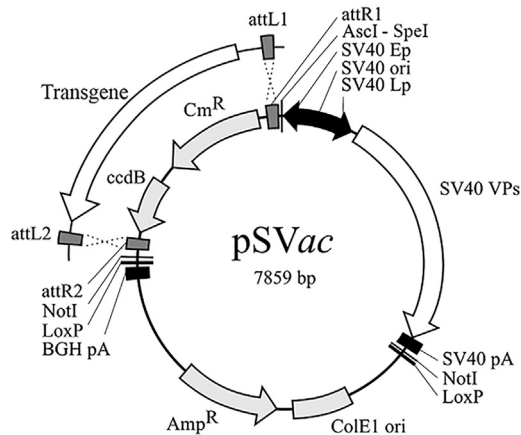 attL1
attR1
AscI - SpeI
SV40 Ep
SV40 ori
SV40 Lp
Transgene
CmR
ccdB
SV40 VPs
attL2
pSVac
7859 bp
attR2
NotI
LoxP
BGH pA
SV40 pA
NotI
LoxP
AmpR
ColE1 ori